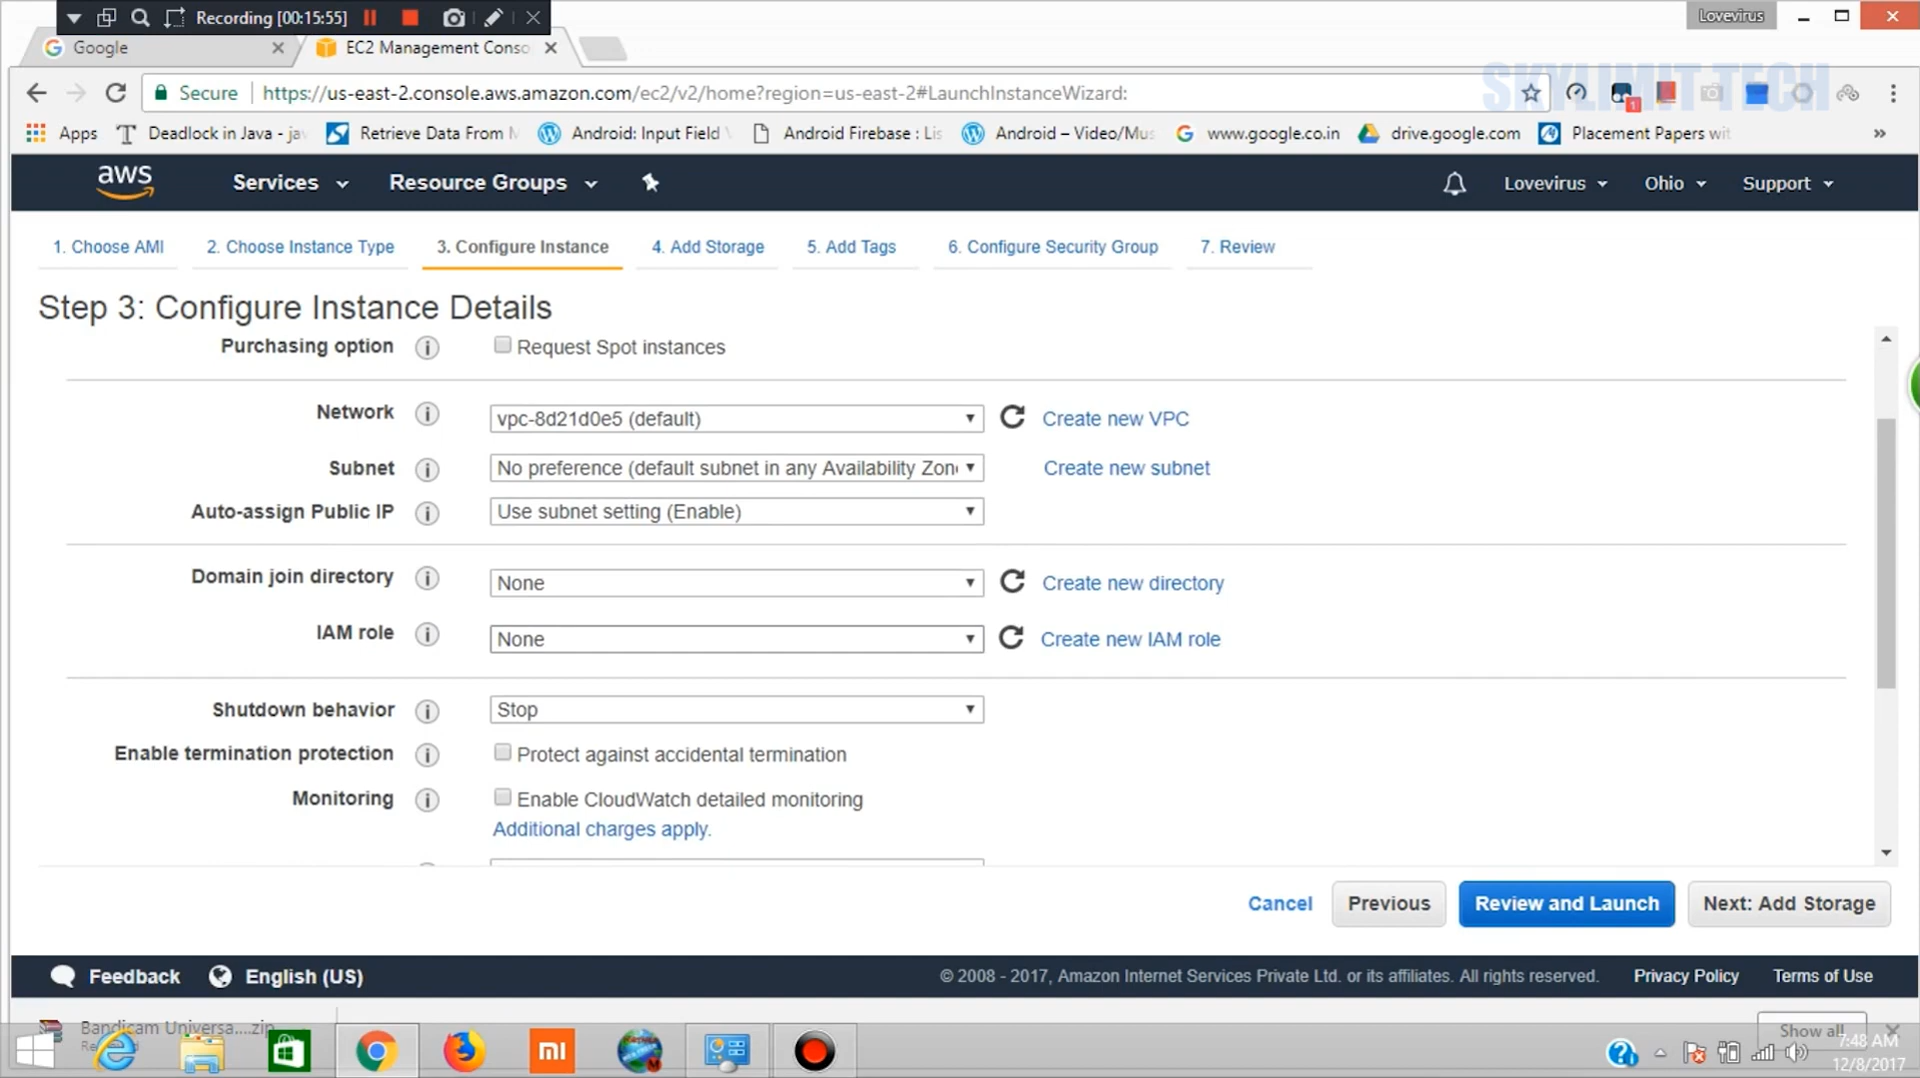 Recording [00:15:55]
Lovevirus
Google
EC2 Management Conso
SKYLIMIT TECH
Secure
https://us-east-2.console.aws.amazon.com/ec2/v2/home?region=us-east-2#LaunchInstanceWizard:
1
Apps
Deadlock in Java - jav
Retrieve Data From M
Android: Input Field V
Android Firebase : Lis
Android – Video/Mus
www.google.co.in
drive.google.com
Placement Papers wit
»
aws
Services
Resource Groups
Lovevirus
Ohio
Support
1. Choose AMI
2. Choose Instance Type
3. Configure Instance
4. Add Storage
5. Add Tags
6. Configure Security Group
7. Review
Step 3: Configure Instance Details
Purchasing option
Request Spot instances
Network
vpc-8d21d0e5 (default)
Create new VPC
Subnet
No preference (default subnet in any Availability Zon
Create new subnet
Auto-assign Public IP
Use subnet setting (Enable)
Domain join directory
None
Create new directory
IAM role
None
Create new IAM role
Shutdown behavior
Stop
Enable termination protection
Protect against accidental termination
Monitoring
Enable CloudWatch detailed monitoring
Additional charges apply.
Cancel
Previous
Review and Launch
Next: Add Storage
Feedback
English (US)
© 2008 - 2017, Amazon Internet Services Private Ltd. or its affiliates. All rights reserved.
Privacy Policy
Terms of Use
Bandicam Universa....zip
Show all
mi
7:48 AM
12/8/2017